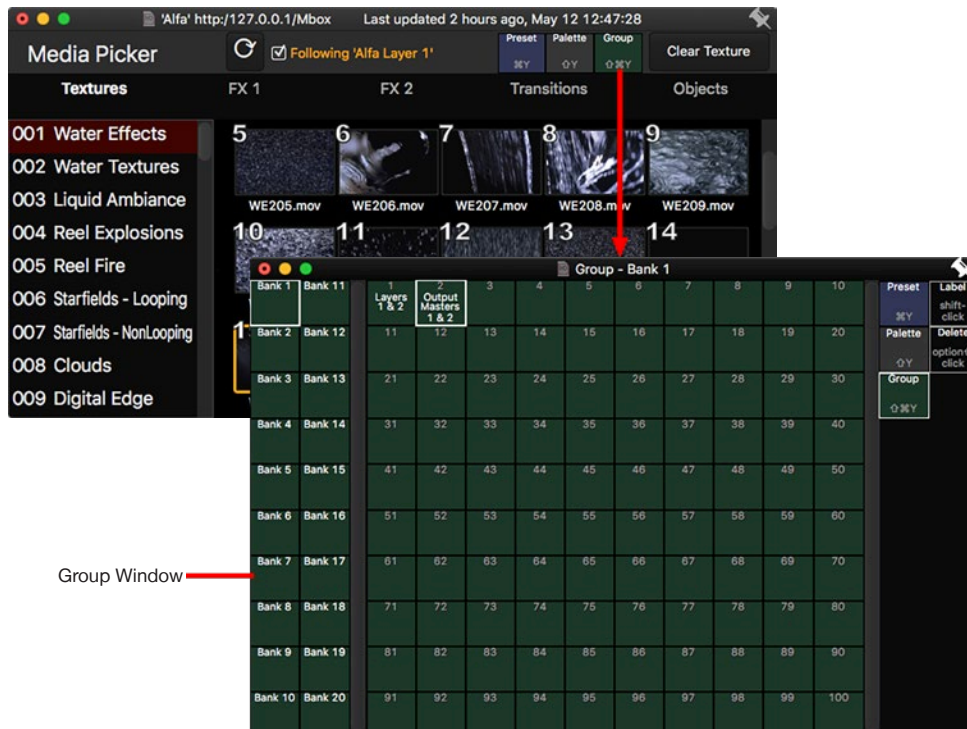 'Alfa' http:/127.0.0.1/Mbox Last updated 2 hours ago, May 12 12:47:28
Media Picker
Following 'Alfa Layer 1'
Preset ⌘Y
Palette ⇧Y
Group ⇧⌘Y
Clear Texture
Textures FX 1 FX 2 Transitions Objects
001 Water Effects
002 Water Textures
003 Liquid Ambiance
004 Reel Explosions
005 Reel Fire
006 Starfields - Looping
007 Starfields - NonLooping
008 Clouds
009 Digital Edge
5 6 7 8 9
WE205.mov WE206.mov WE207.mov WE208.mov WE209.mov
10 11 12 13 14
Group - Bank 1
Bank 1 Bank 11
Bank 2 Bank 12
Bank 3 Bank 13
Bank 4 Bank 14
Bank 5 Bank 15
Bank 6 Bank 16
Bank 7 Bank 17
Bank 8 Bank 18
Bank 9 Bank 19
Bank 10 Bank 20
1 2 3 4 5 6 7 8 9 10
Layers 1 & 2
Output Masters 1 & 2
11 12 13 14 15 16 17 18 19 20
21 22 23 24 25 26 27 28 29 30
31 32 33 34 35 36 37 38 39 40
41 42 43 44 45 46 47 48 49 50
51 52 53 54 55 56 57 58 59 60
61 62 63 64 65 66 67 68 69 70
71 72 73 74 75 76 77 78 79 80
81 82 83 84 85 86 87 88 89 90
91 92 93 94 95 96 97 98 99 100
Preset ⌘Y
Label shift-click
Palette ⇧Y
Delete option-click
Group ⇧⌘Y
Group Window